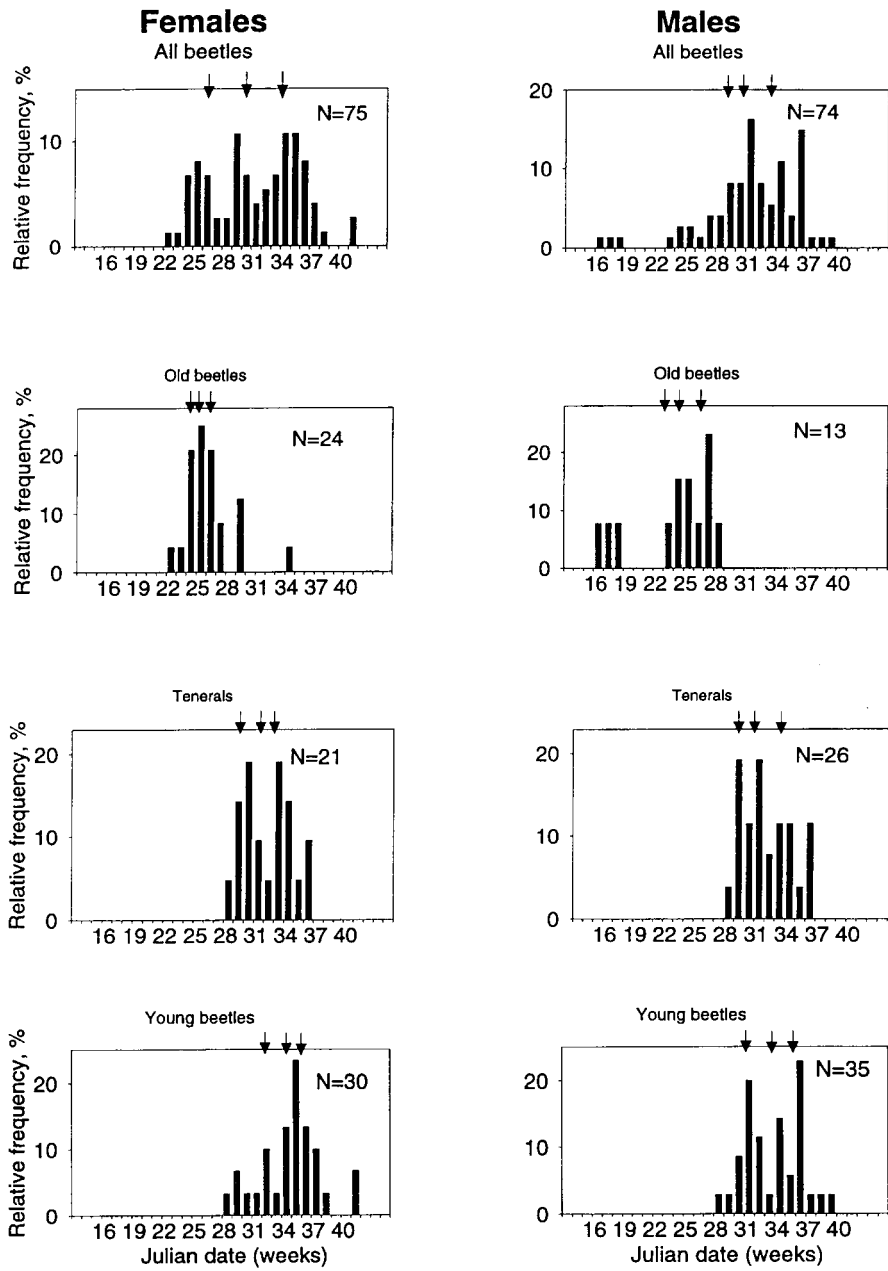 Females Males
All beetles All beetles
Relative frequency, %
10
0
N=75
16 19 22 25 28 31 34 37 40
20
10
0
N=74
16 19 22 25 28 31 34 37 40
Old beetles Old beetles
Relative frequency, %
20
10
0
N=24
16 19 22 25 28 31 34 37 40
20
10
0
N=13
16 19 22 25 28 31 34 37 40
Tenerals Tenerals
Relative frequency, %
20
10
0
N=21
16 19 22 25 28 31 34 37 40
20
10
0
N=26
16 19 22 25 28 31 34 37 40
Young beetles Young beetles
Relative frequency, %
20
10
0
N=30
16 19 22 25 28 31 34 37 40
Julian date (weeks)
20
10
0
N=35
16 19 22 25 28 31 34 37 40
Julian date (weeks)